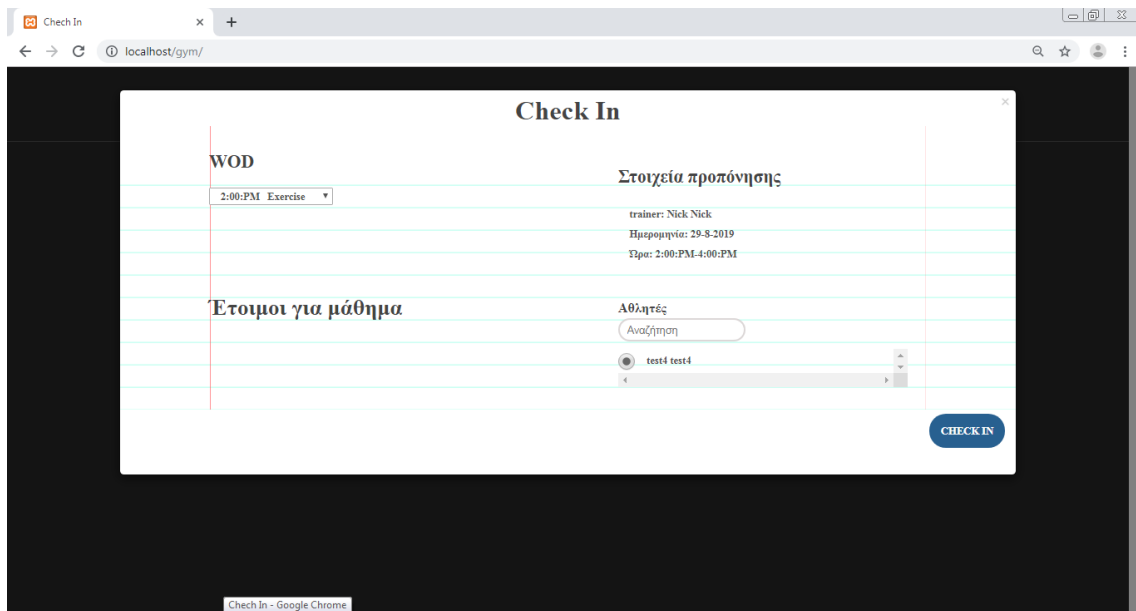 Chech In
localhost/gym/
Check In
WOD
2:00:PM Exercise
Στοιχεία προπόνησης
trainer: Nick Nick
Ημερομηνία: 29-8-2019
Ώρα: 2:00:PM-4:00:PM
Έτοιμοι για μάθημα
Αθλητές
Αναζήτηση
test4 test4
CHECK IN
Chech In - Google Chrome